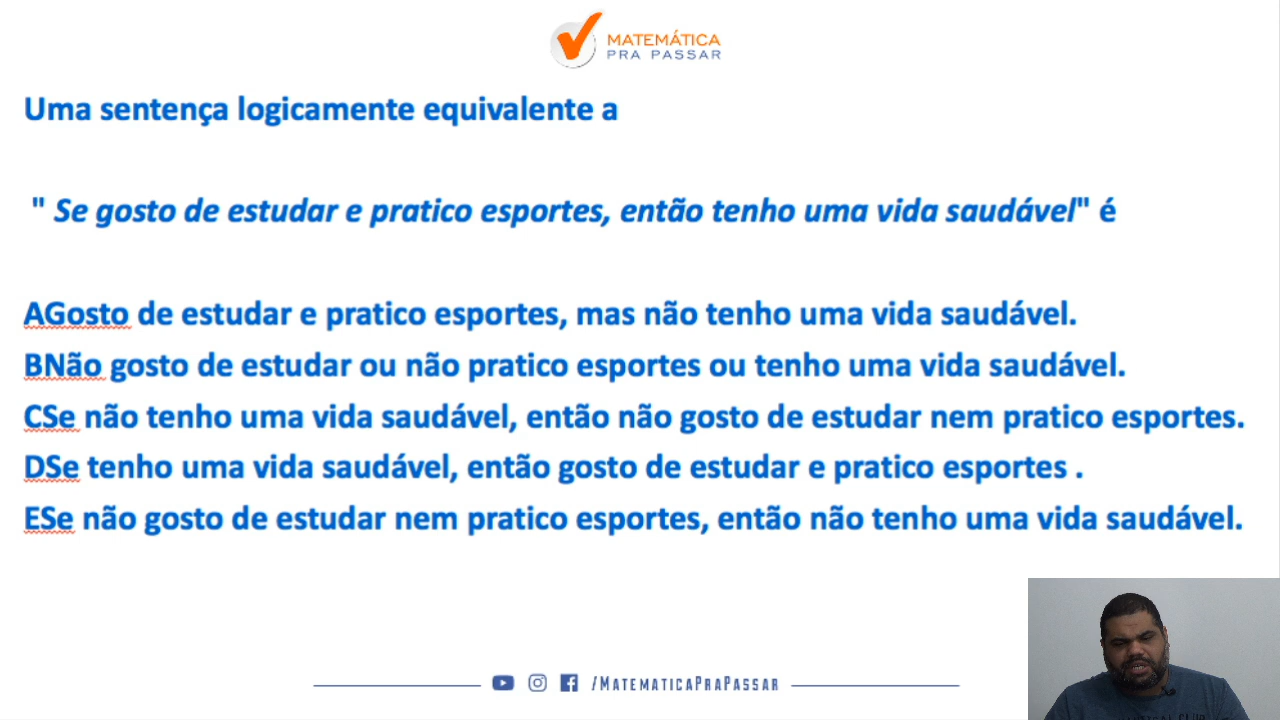 MATEMÁTICA
PRA PASSAR
Uma sentença logicamente equivalente a
" Se gosto de estudar e pratico esportes, então tenho uma vida saudável" é
AGosto de estudar e pratico esportes, mas não tenho uma vida saudável.
BNão gosto de estudar ou não pratico esportes ou tenho uma vida saudável.
CSe não tenho uma vida saudável, então não gosto de estudar nem pratico esportes.
DSe tenho uma vida saudável, então gosto de estudar e pratico esportes .
ESe não gosto de estudar nem pratico esportes, então não tenho uma vida saudável.
/MATEMATICAPRAPASSAR